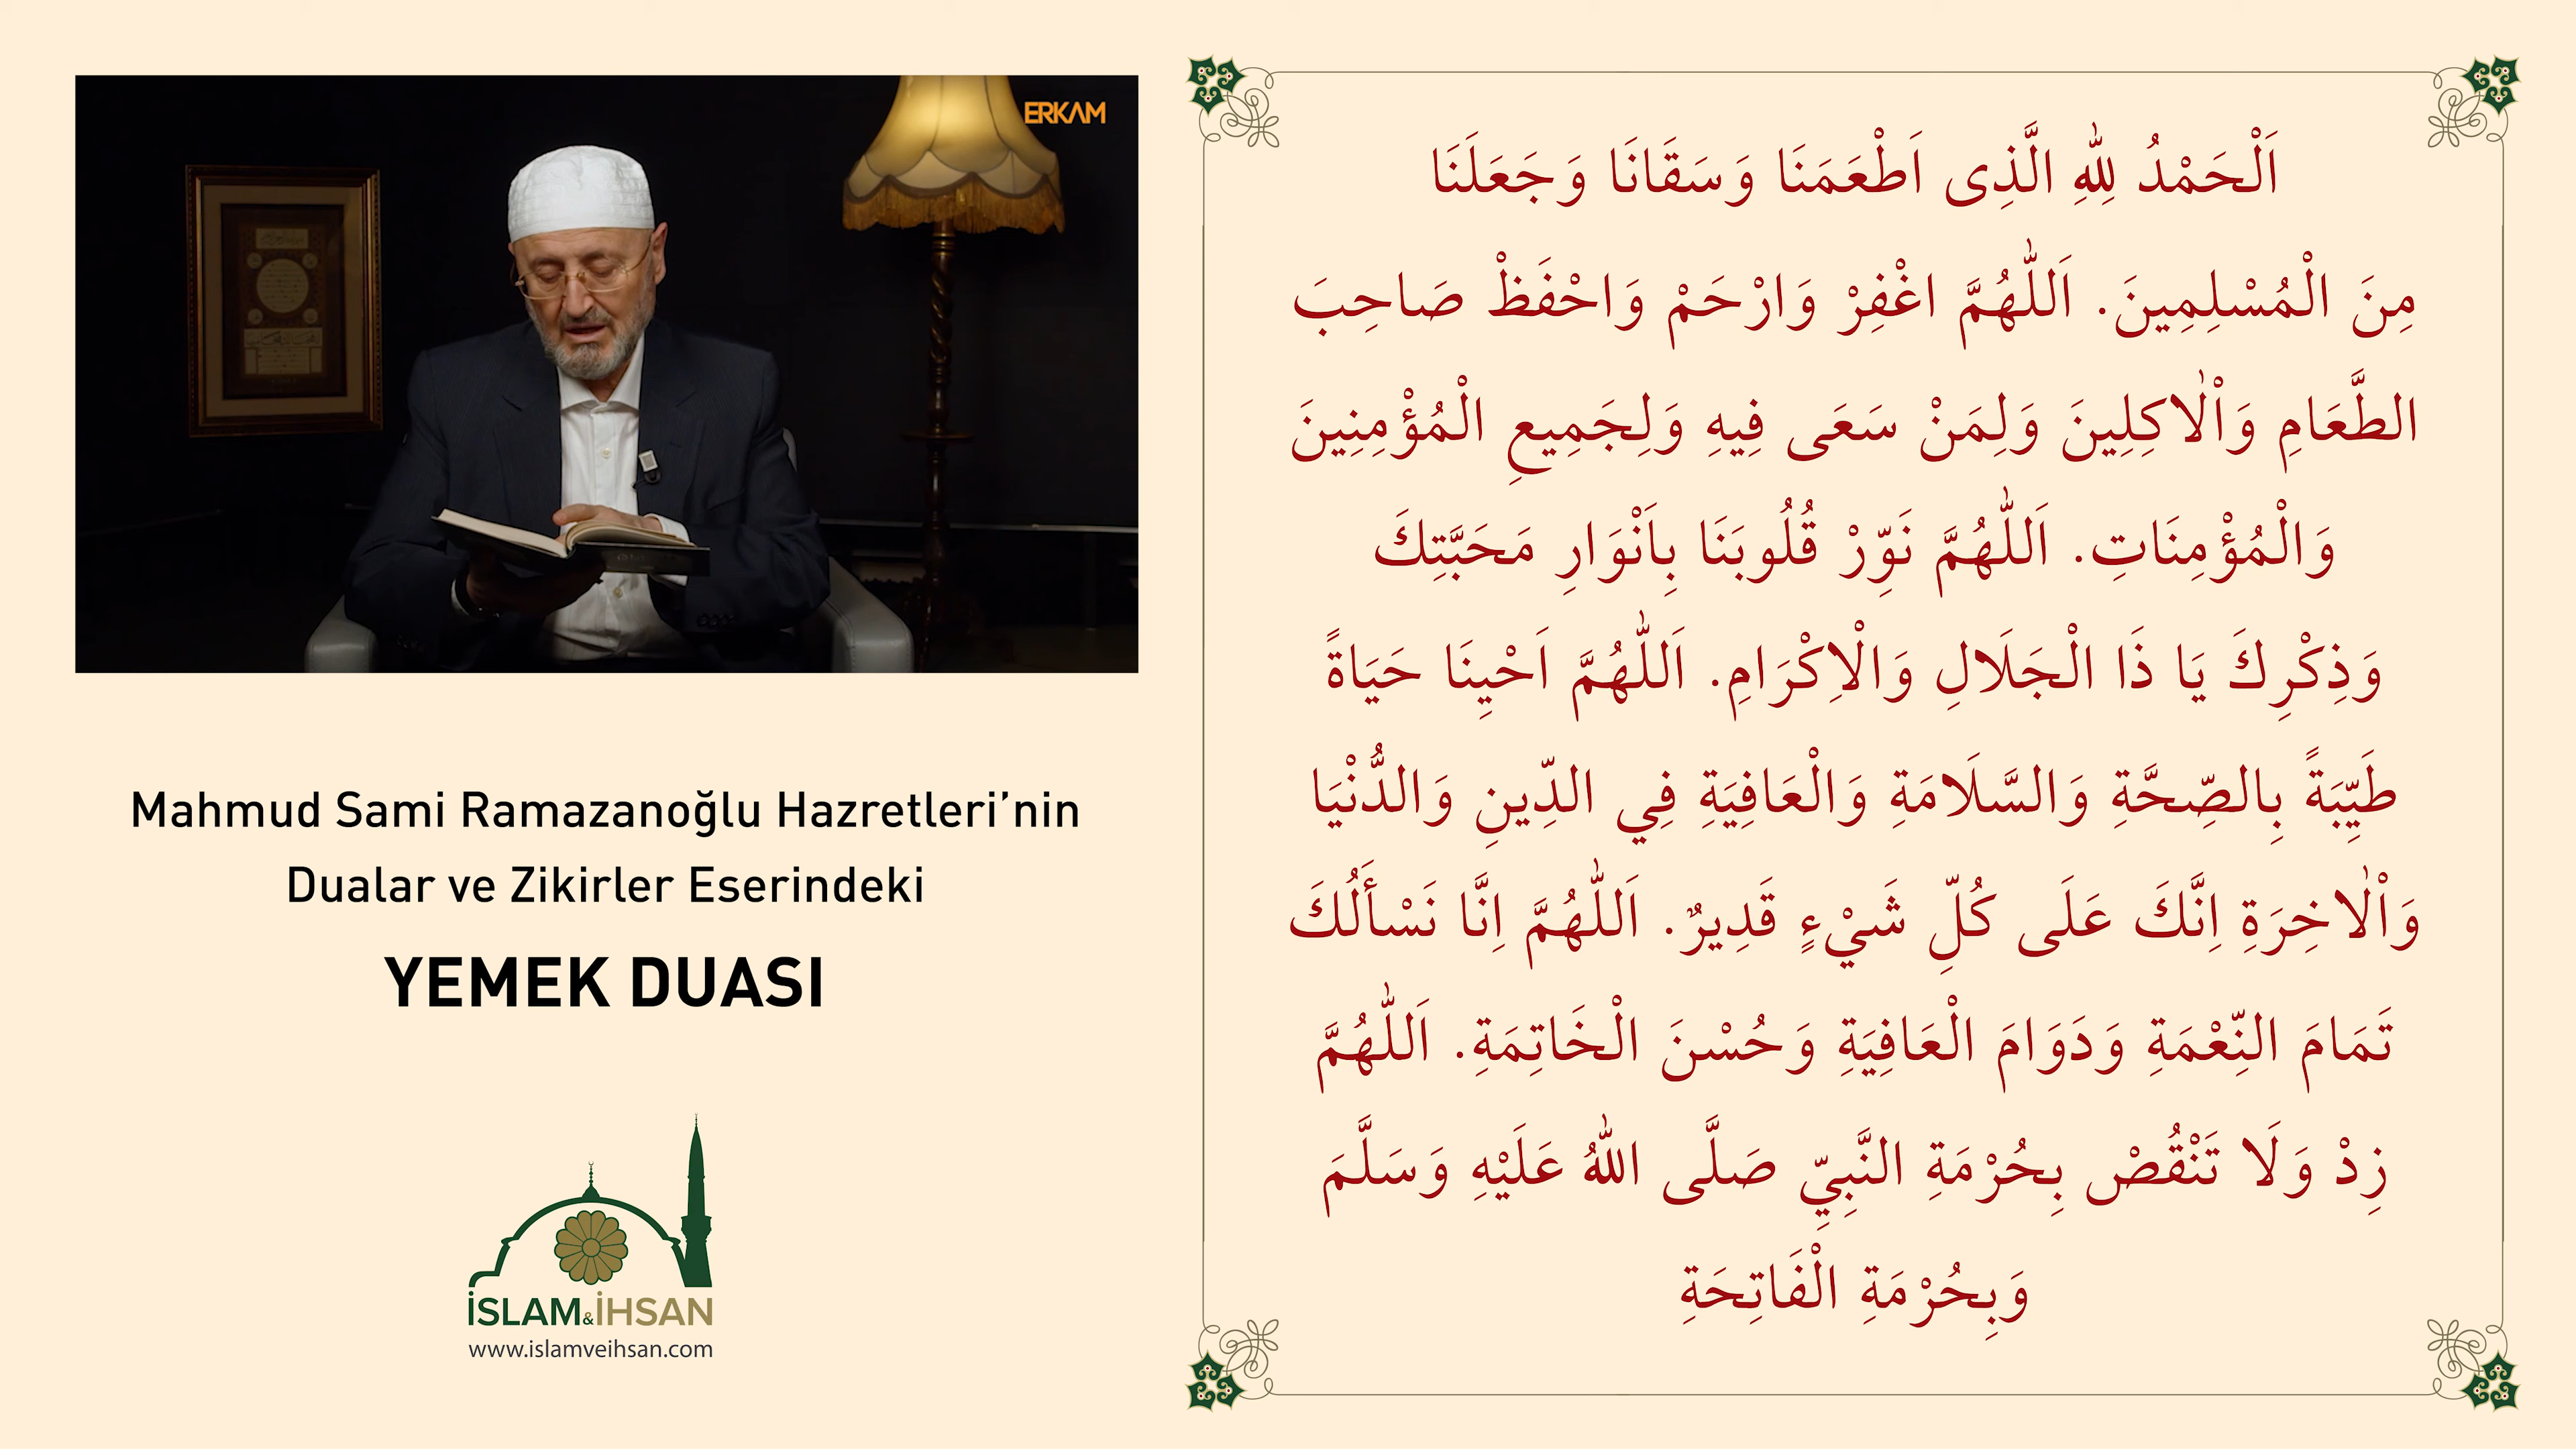 ERKAM
Mahmud Sami Ramazanoğlu Hazretleri’nin
Dualar ve Zikirler Eserindeki
YEMEK DUASI
İSLAM&İHSAN
www.islamveihsan.com
اَلْحَمْدُ لِلّٰهِ الَّذِى اَطْعَمَنَا وَسَقَانَا وَجَعَلَنَا
مِنَ الْمُسْلِمِينَ. اَللّٰهُمَّ اغْفِرْ وَارْحَمْ وَاحْفَظْ صَاحِبَ
الطَّعَامِ وَاْلٰاكِلِينَ وَلِمَنْ سَعَى فِيهِ وَلِجَمِيعِ الْمُؤْمِنِينَ
وَالْمُؤْمِنَاتِ. اَللّٰهُمَّ نَوِّرْ قُلُوبَنَا بِاَنْوَارِ مَحَبَّتِكَ
وَذِكْرِكَ يَا ذَا الْجَلَالِ وَالْاِكْرَامِ. اَللّٰهُمَّ اَحْيِنَا حَيَاةً
طَيِّبَةً بِالصِّحَّةِ وَالسَّلَامَةِ وَالْعَافِيَةِ فِي الدِّينِ وَالدُّنْيَا
وَاْلٰاخِرَةِ اِنَّكَ عَلَى كُلِّ شَيْءٍ قَدِيرٌ. اَللّٰهُمَّ اِنَّا نَسْأَلُكَ
تَمَامَ النِّعْمَةِ وَدَوَامَ الْعَافِيَةِ وَحُسْنَ الْخَاتِمَةِ. اَللّٰهُمَّ
زِدْ وَلَا تَنْقُصْ بِحُرْمَةِ النَّبِيِّ صَلَّى اللّٰهُ عَلَيْهِ وَسَلَّمَ
وَبِحُرْمَةِ الْفَاتِحَةِ